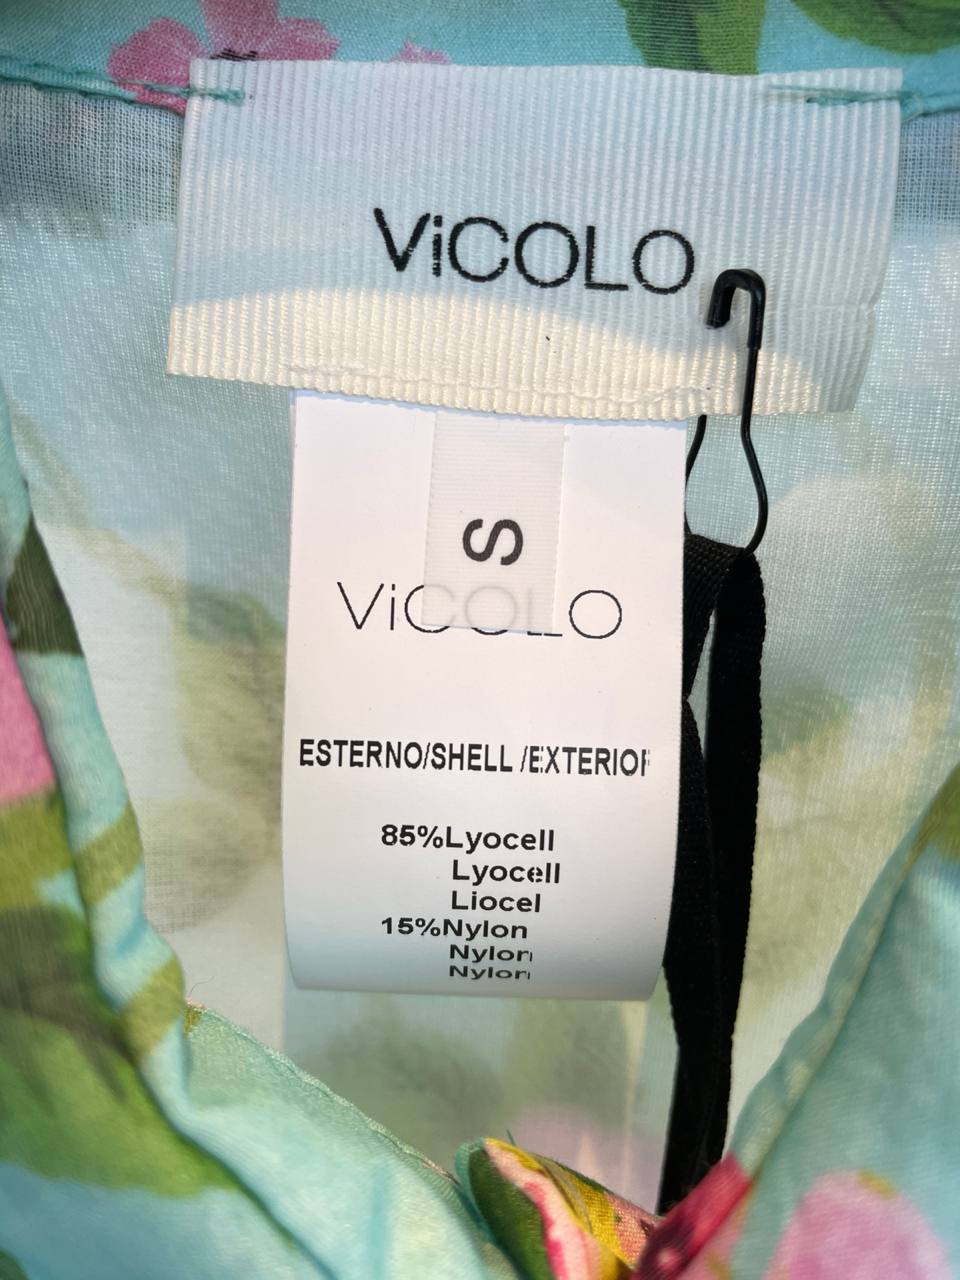 ViCOLO
S
ViCOLO
ESTERNO/SHELL /EXTERIOR
85%Lyocell
Lyocell
Liocel
15%Nylon
Nylon
Nylon